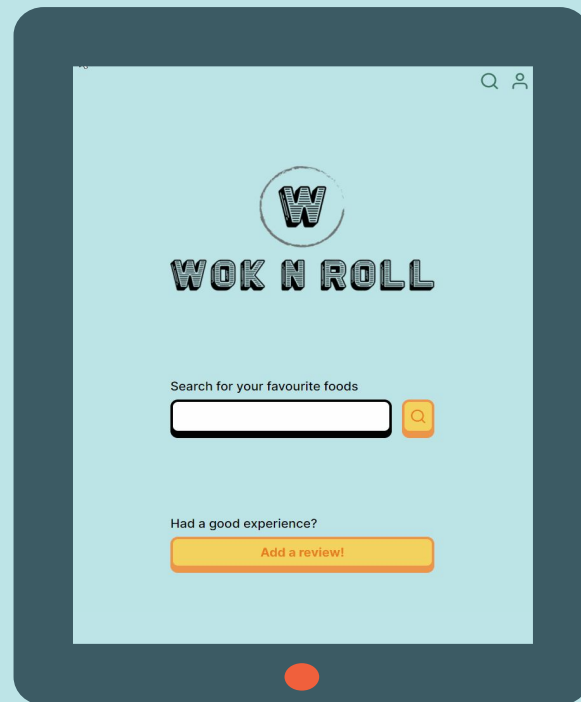 W
WOK N ROLL
Search for your favourite foods
Had a good experience?
Add a review!